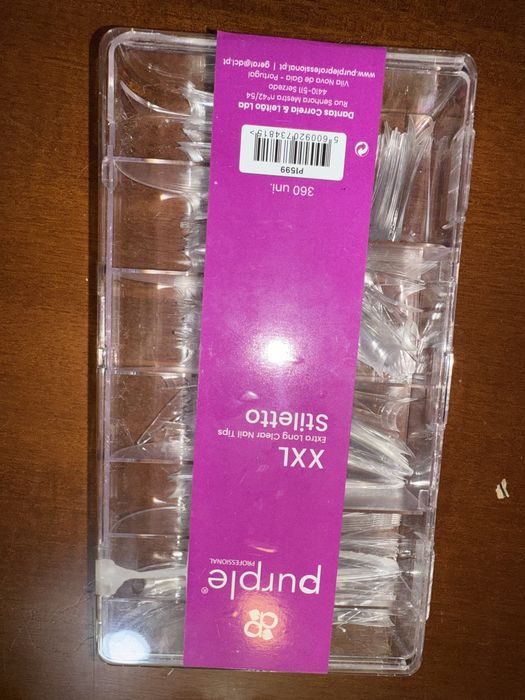 purple®
PROFESSIONAL
XXL
Extra Long Clear Nail Tips
Stiletto
360 uni.
P1599
5 600920 734815 >
Dantas Correia & Leitão Lda
Rua Senhora Mestra nº42/54
4410-511 Serzedo
Vila Nova de Gaia - Portugal
www.purpleprofessional.pt | geral@dcl.pt